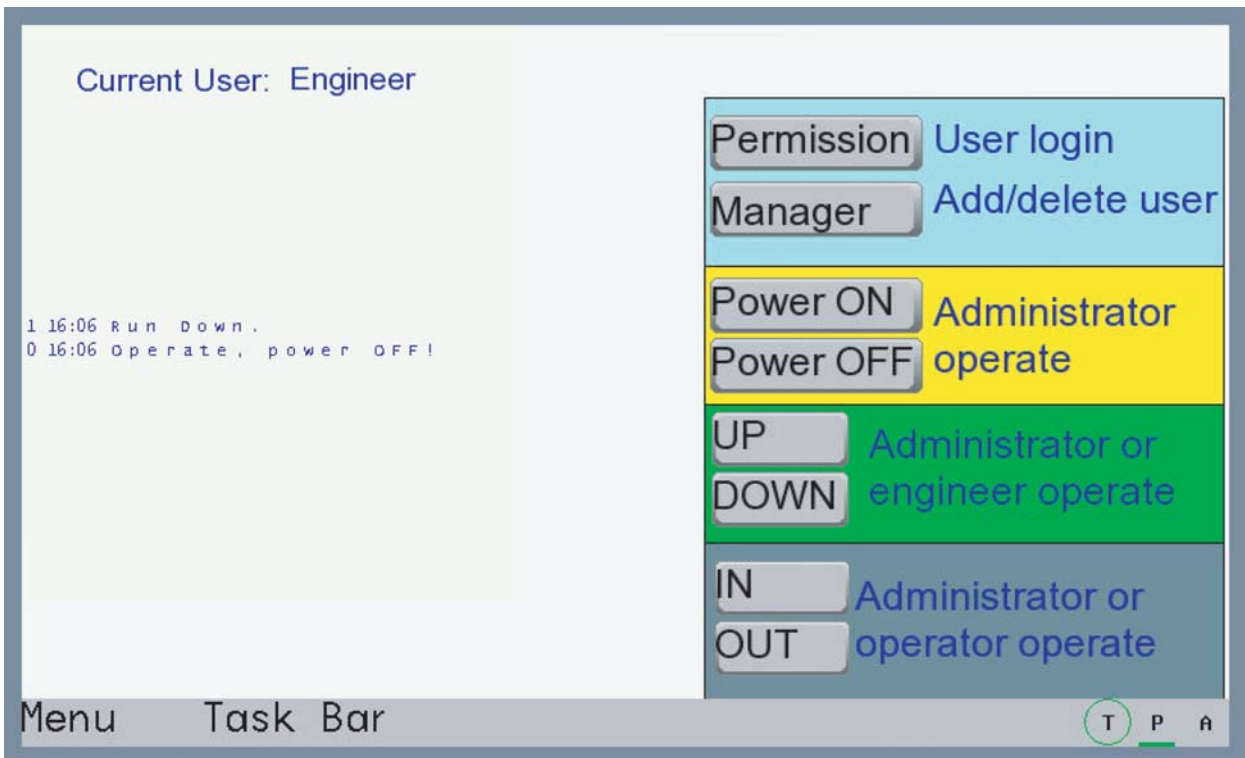 Current User: Engineer
1 16:06 Run Down.
0 16:06 Operate, power OFF!
Permission User login
Manager Add/delete user
Power ON
Power OFF
Administrator
operate
UP
DOWN
Administrator or
engineer operate
IN
OUT
Administrator or
operator operate
Menu Task Bar
T P A